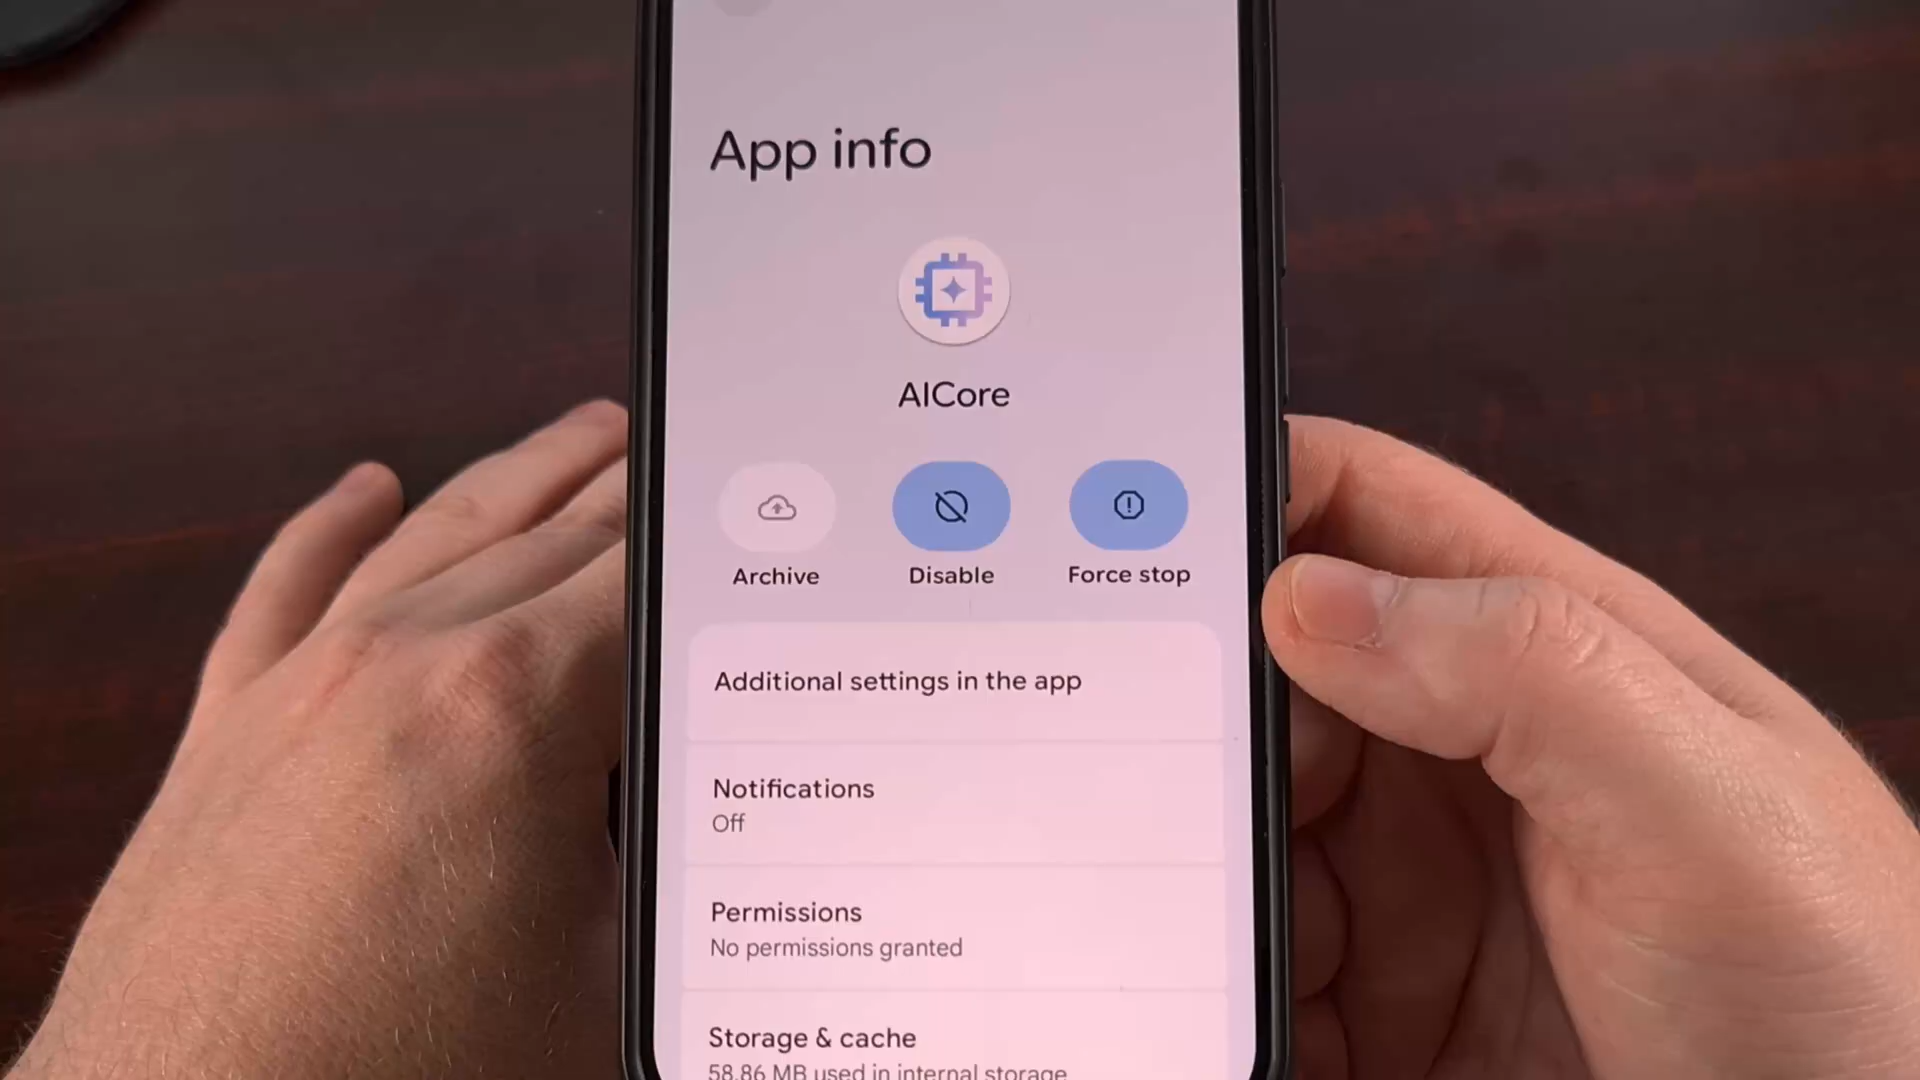 App info
AICore
Archive
Disable
Force stop
Additional settings in the app
Notifications
Off
Permissions
No permissions granted
Storage & cache
58.86 MB used in internal storage